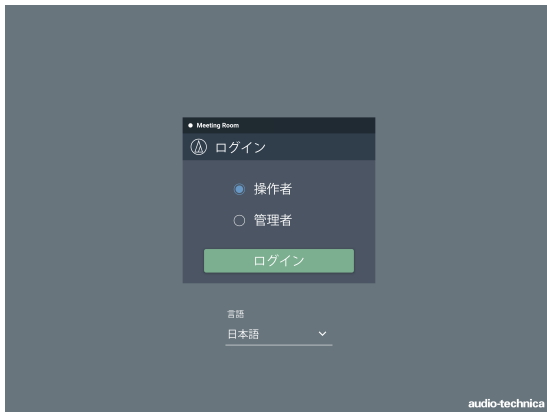 Meeting Room
ログイン
操作者
管理者
ログイン
言語
日本語
audio-technica